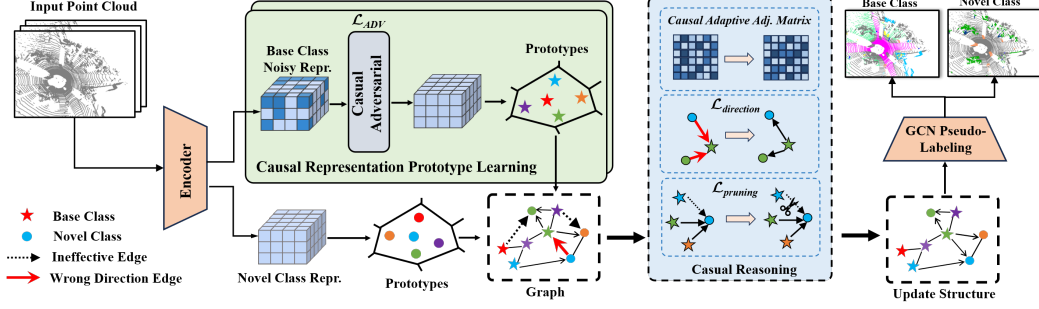 Input Point Cloud
Encoder
Base Class
Noisy Repr.
ℒ_ADV
Casual
Adversarial
Prototypes
Causal Representation Prototype Learning
Novel Class Repr.
Prototypes
Graph
Base Class
Novel Class
Ineffective Edge
Wrong Direction Edge
Causal Adaptive Adj. Matrix
ℒ_direction
ℒ_pruning
Casual Reasoning
Base Class
Novel Class
GCN Pseudo-
Labeling
Update Structure